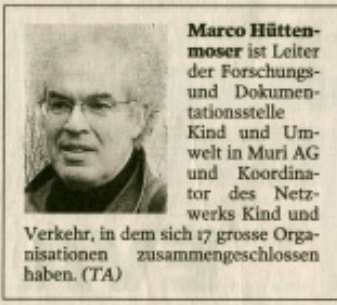 Marco Hütten-
moser ist Leiter
der Forschungs-
und Dokumen-
tationsstelle
Kind und Um-
welt in Muri AG
und Koordina-
tor des Netz-
werks Kind und
Verkehr, in dem sich 17 grosse Orga-
nisationen zusammengeschlossen
haben. (TA)